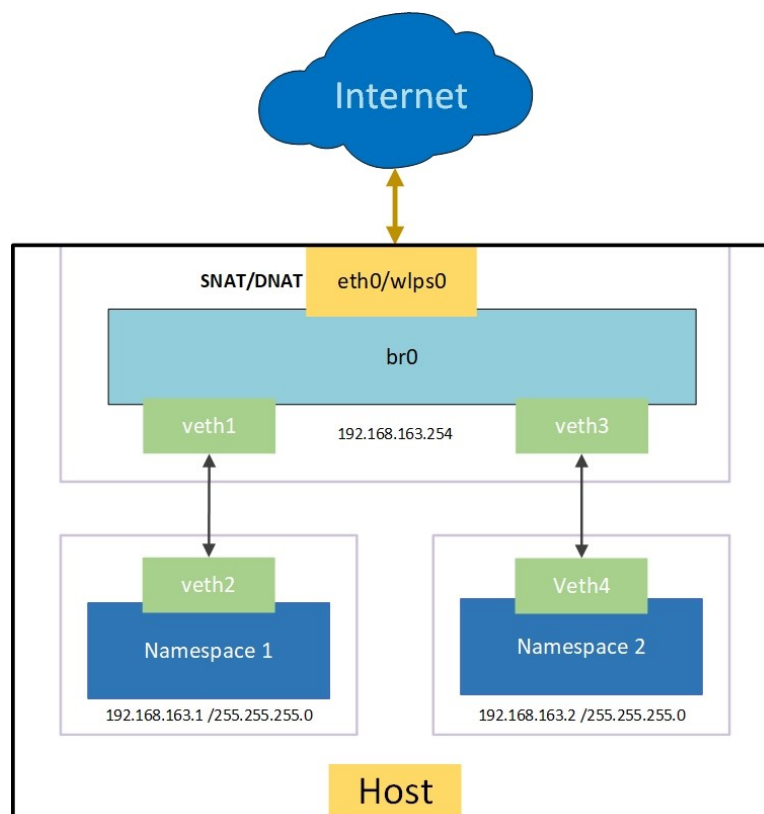 Internet
SNAT/DNAT
eth0/wlps0
br0
veth1
192.168.163.254
veth3
veth2
Veth4
Namespace 1
Namespace 2
192.168.163.1 /255.255.255.0
192.168.163.2 /255.255.255.0
Host